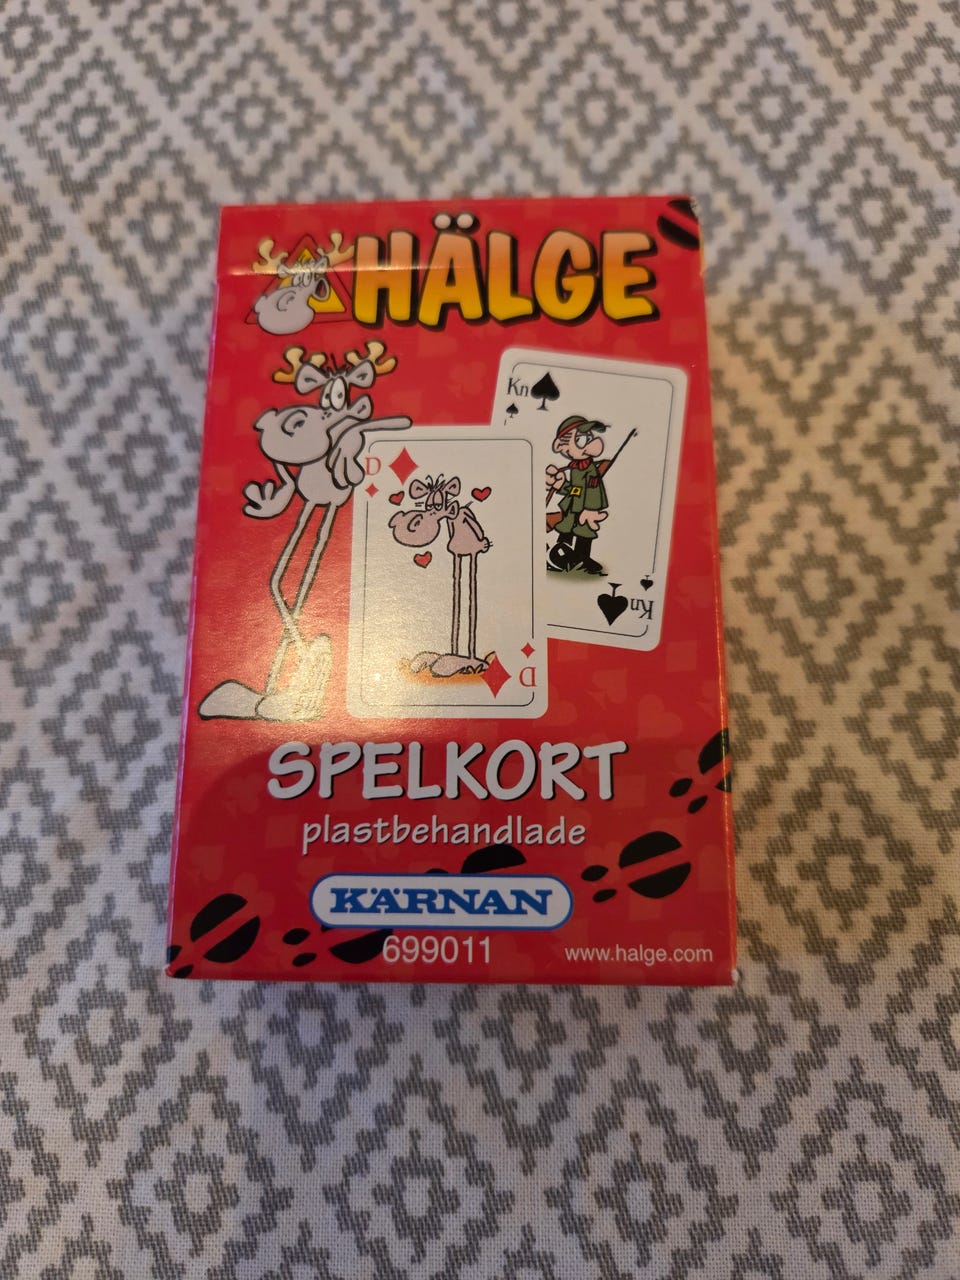 HÄLGE
Kn
D
Kn
D
SPELKORT
plastbehandlade
KÄRNAN
699011
www.halge.com